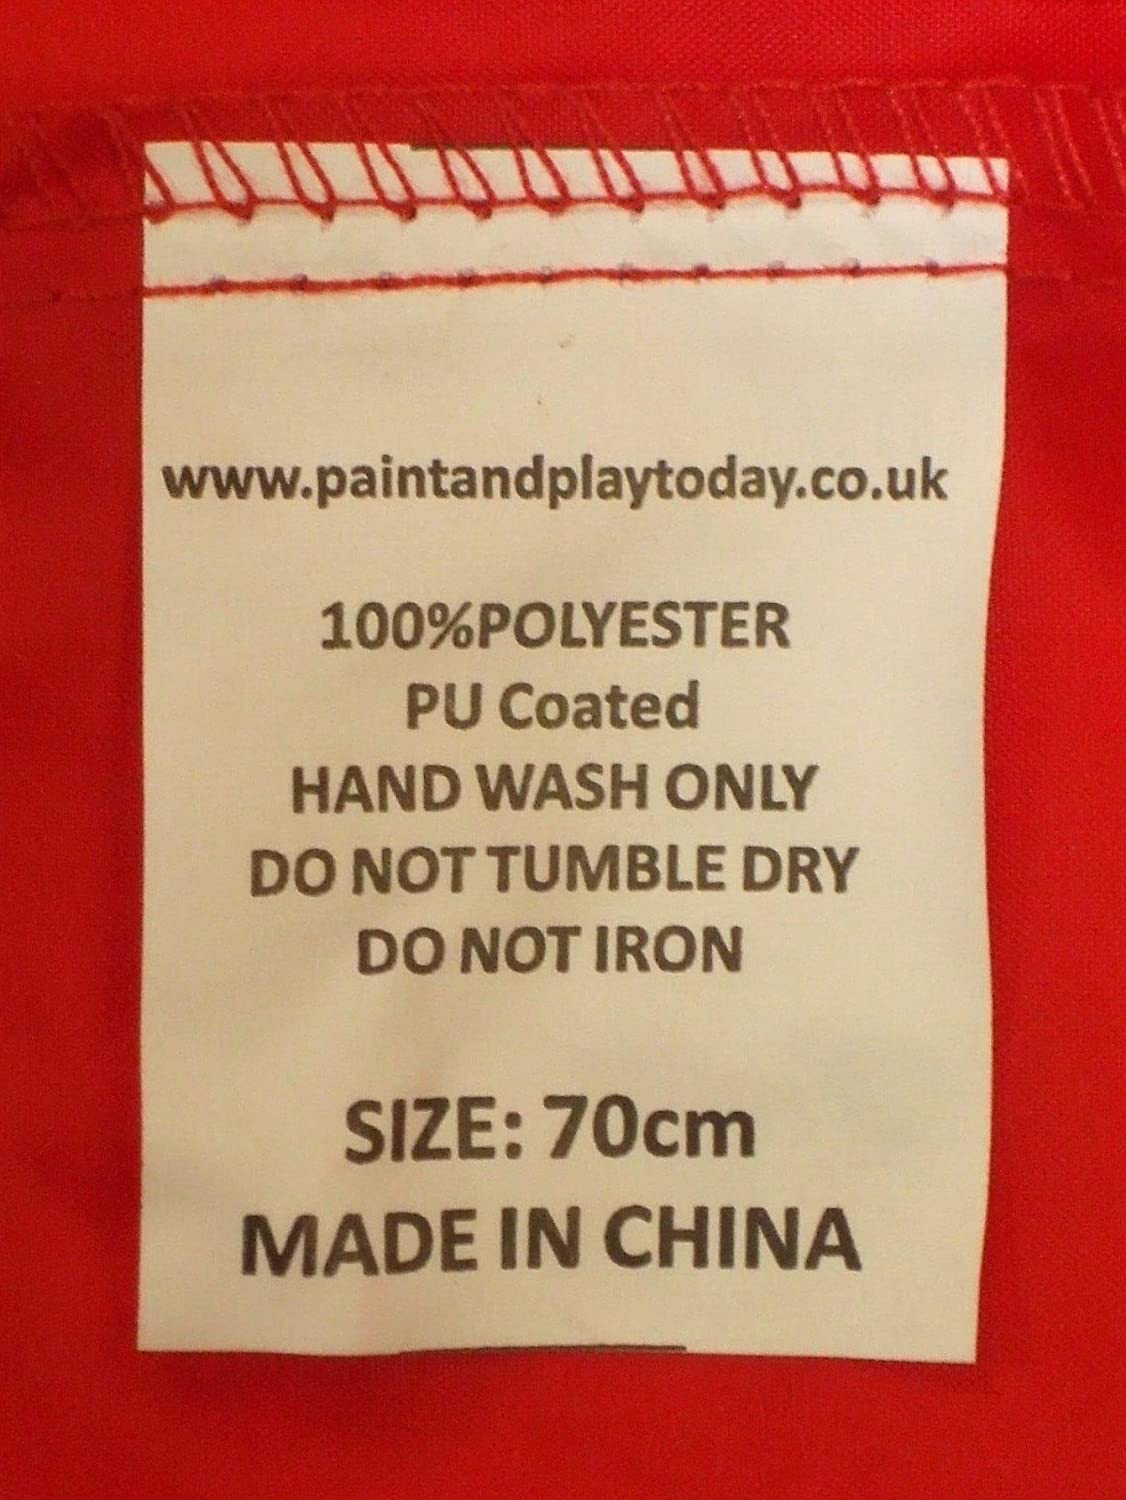 www.paintandplaytoday.co.uk
100%POLYESTER
PU Coated
HAND WASH ONLY
DO NOT TUMBLE DRY
DO NOT IRON
SIZE: 70cm
MADE IN CHINA